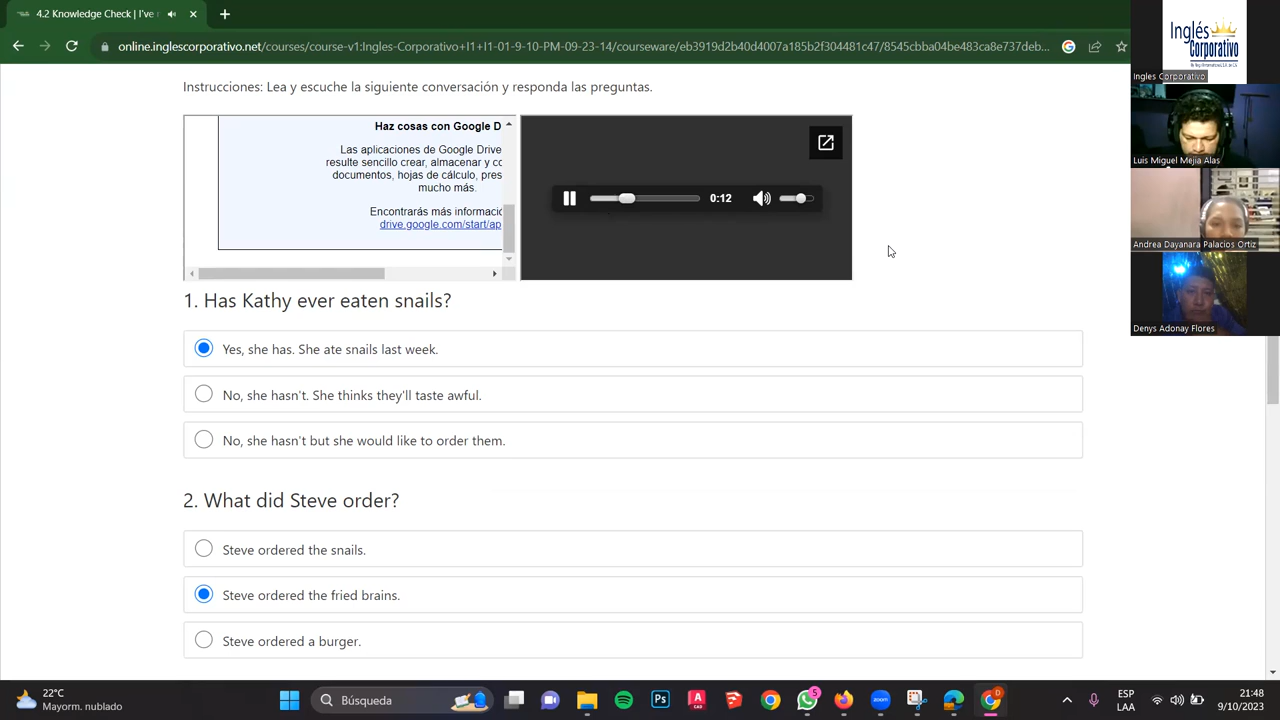 4.2 Knowledge Check | I've
online.inglescorporativo.net/courses/course-v1:Ingles-Corporativo+I1+I1-01-9-10-PM-09-23-14/courseware/eb3919d2b40d4007a185b2f304481c47/8545cbba04be483ca8e737deb...
Inglés
Corporativo
Ingles Corporativo
Luis Miguel Mejia Alas
Andrea Dayanara Palacios Ortiz
Denys Adonay Flores
Instrucciones: Lea y escuche la siguiente conversación y responda las preguntas.
Haz cosas con Google D
Las aplicaciones de Google Drive
resulte sencillo crear, almacenar y co
documentos, hojas de cálculo, pres
mucho más.
Encontrarás más informació
drive.google.com/start/ap
0:12
1. Has Kathy ever eaten snails?
Yes, she has. She ate snails last week.
No, she hasn't. She thinks they'll taste awful.
No, she hasn't but she would like to order them.
2. What did Steve order?
Steve ordered the snails.
Steve ordered the fried brains.
Steve ordered a burger.
22°C
Mayorm. nublado
Búsqueda
Ps
A
CAD
5
zoom
D
ESP
LAA
21:48
9/10/2023